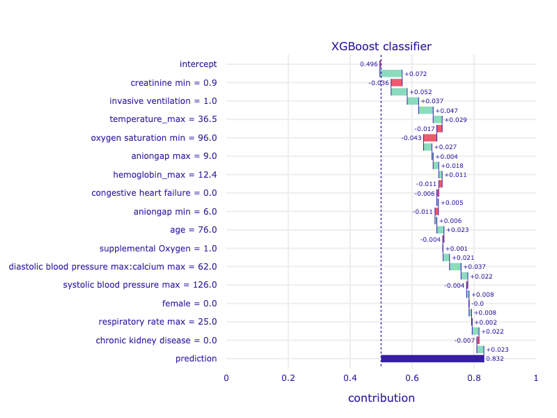 XGBoost classifier
intercept
0.496
+0.072
creatinine min = 0.9
-0.036
+0.052
invasive ventilation = 1.0
+0.037
+0.047
temperature_max = 36.5
+0.029
-0.017
oxygen saturation min = 96.0
-0.043
+0.027
aniongap max = 9.0
+0.004
+0.018
hemoglobin_max = 12.4
+0.011
-0.011
congestive heart failure = 0.0
-0.006
+0.005
aniongap min = 6.0
-0.011
+0.006
age = 76.0
+0.023
-0.004
supplemental Oxygen = 1.0
+0.001
+0.021
diastolic blood pressure max:calcium max = 62.0
+0.037
+0.022
systolic blood pressure max = 126.0
-0.004
+0.008
female = 0.0
-0.0
+0.008
respiratory rate max = 25.0
+0.002
+0.022
chronic kidney disease = 0.0
-0.007
+0.023
prediction
0.832
0 0.2 0.4 0.6 0.8 1
contribution